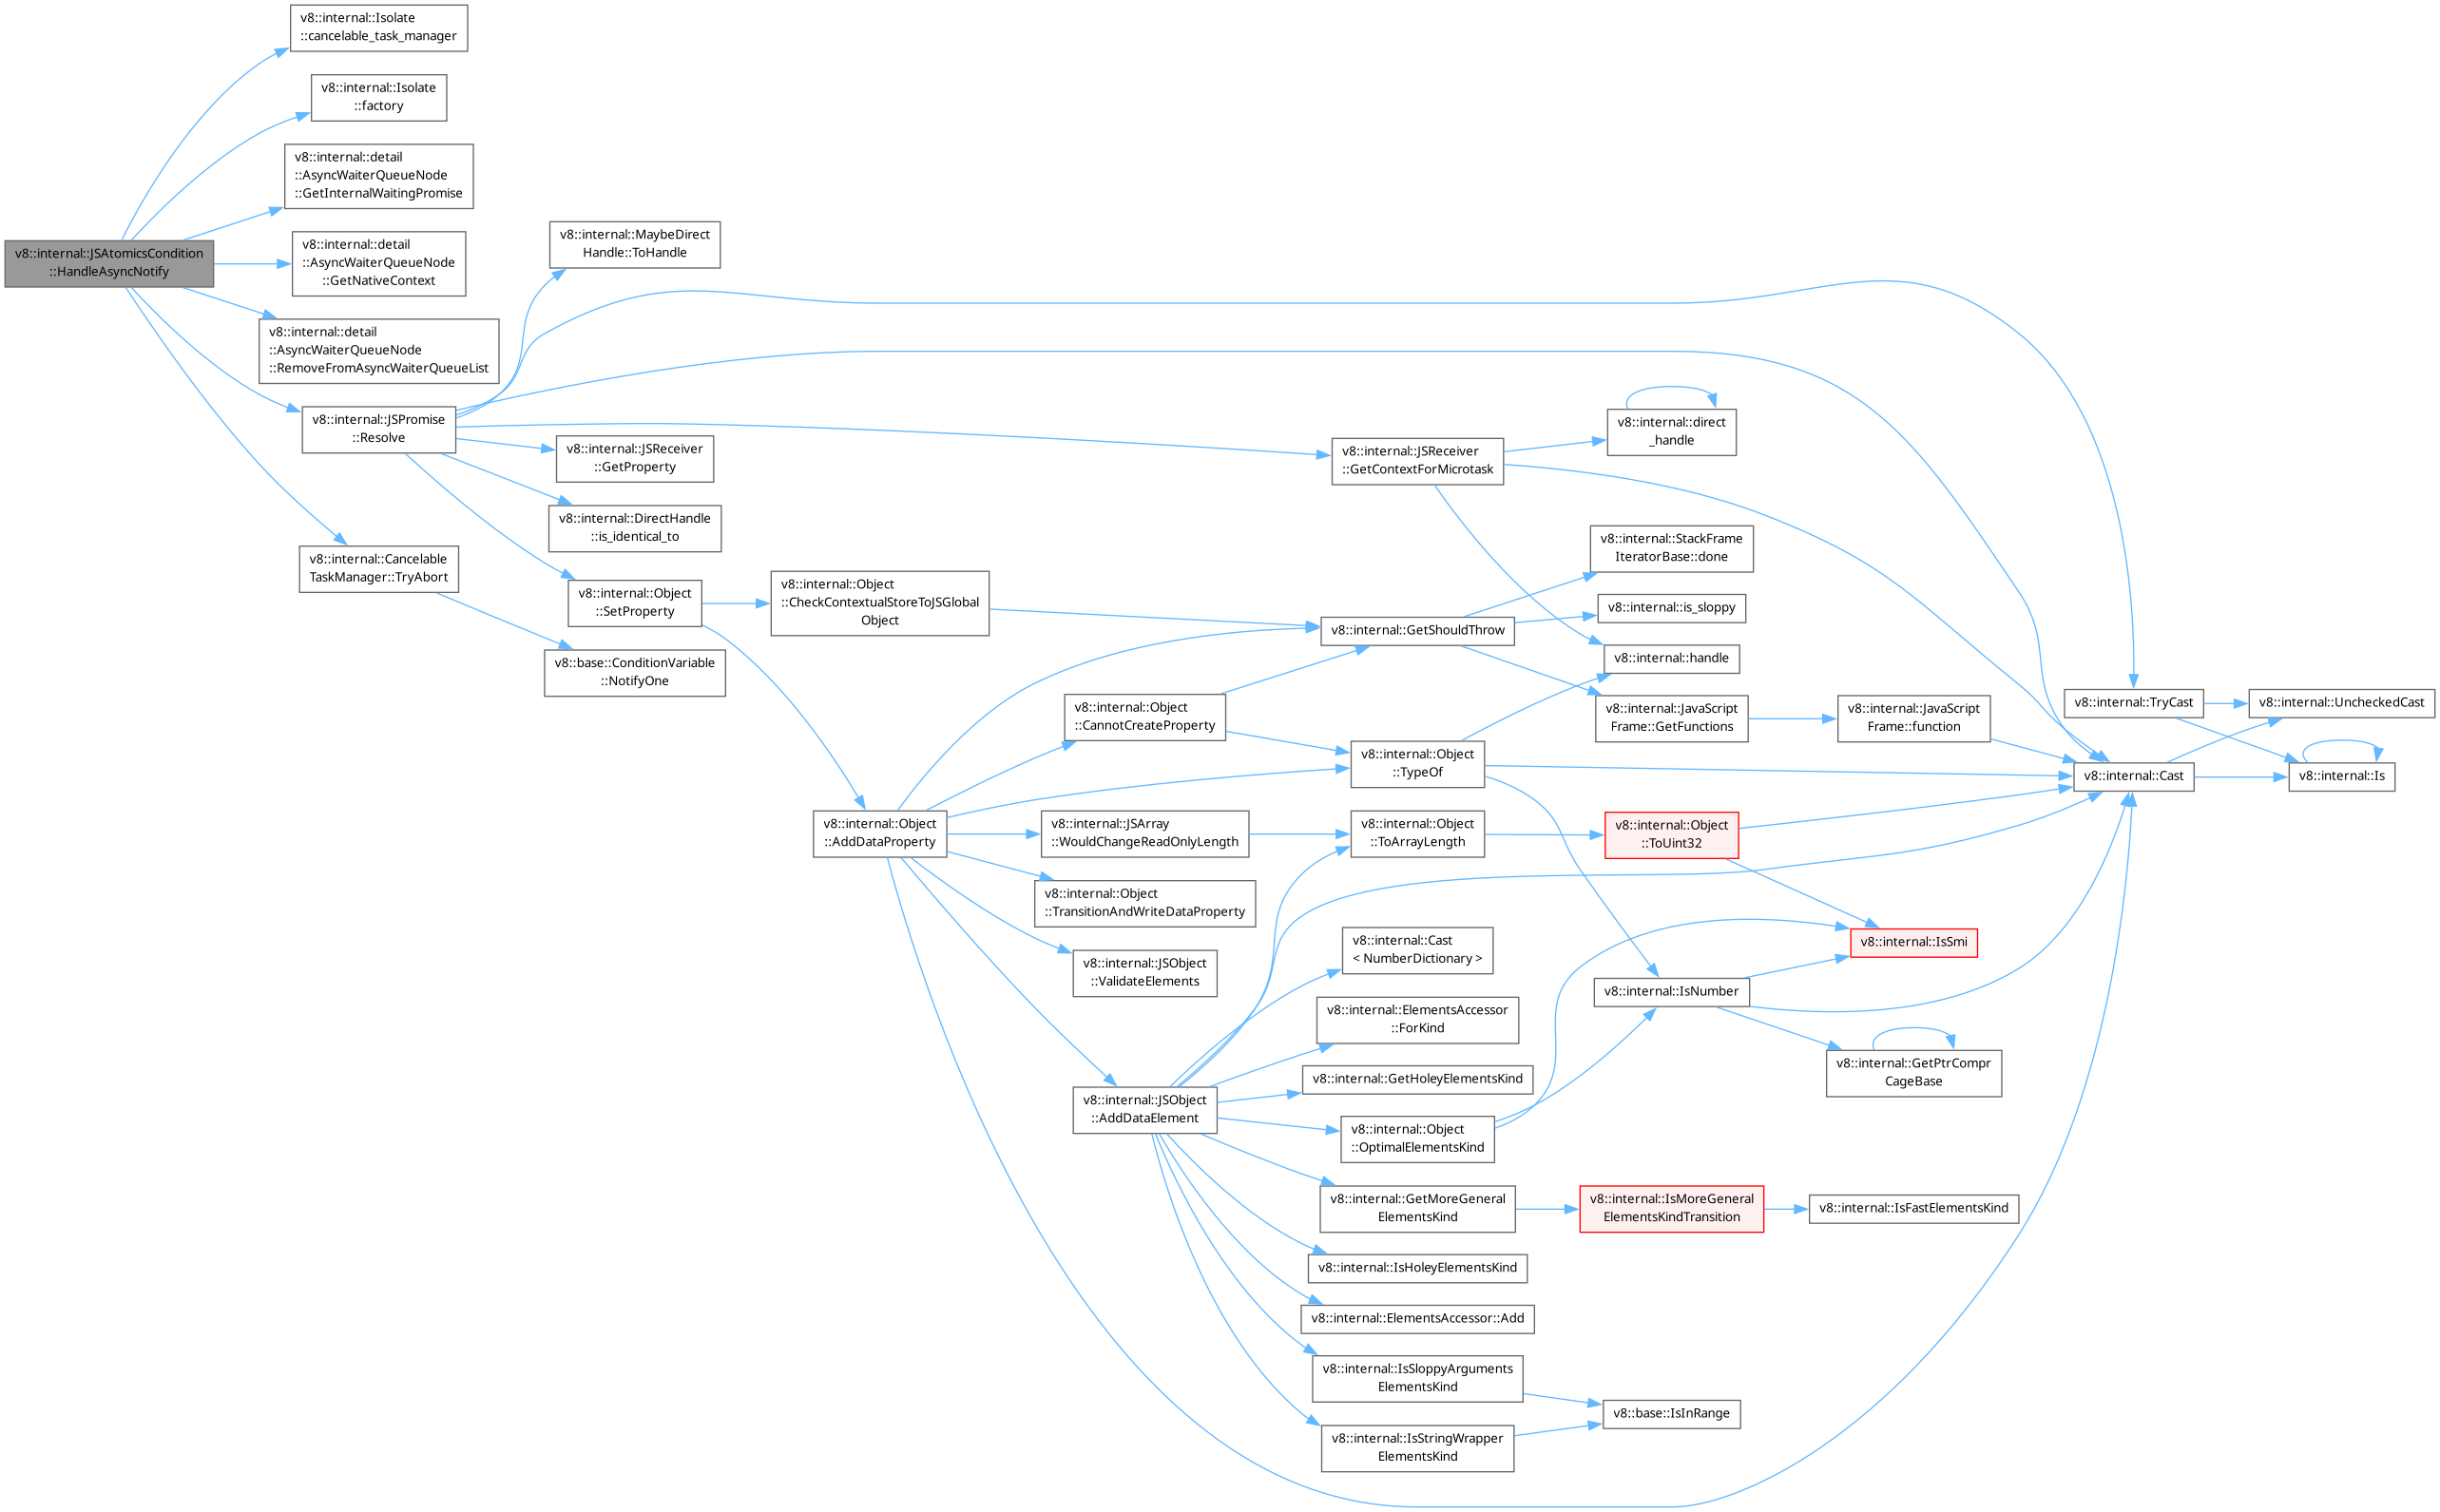 v8::internal::JSAtomicsCondition
::HandleAsyncNotify
v8::internal::Isolate
::cancelable_task_manager
v8::internal::Isolate
::factory
v8::internal::detail
::AsyncWaiterQueueNode
::GetInternalWaitingPromise
v8::internal::detail
::AsyncWaiterQueueNode
::GetNativeContext
v8::internal::detail
::AsyncWaiterQueueNode
::RemoveFromAsyncWaiterQueueList
v8::internal::JSPromise
::Resolve
v8::internal::Cancelable
TaskManager::TryAbort
v8::internal::MaybeDirect
Handle::ToHandle
v8::internal::JSReceiver
::GetProperty
v8::internal::DirectHandle
::is_identical_to
v8::internal::Object
::SetProperty
v8::base::ConditionVariable
::NotifyOne
v8::internal::Object
::CheckContextualStoreToJSGlobal
Object
v8::internal::Object
::AddDataProperty
v8::internal::Object
::CannotCreateProperty
v8::internal::JSArray
::WouldChangeReadOnlyLength
v8::internal::Object
::TransitionAndWriteDataProperty
v8::internal::JSObject
::ValidateElements
v8::internal::JSObject
::AddDataElement
v8::internal::JSReceiver
::GetContextForMicrotask
v8::internal::GetShouldThrow
v8::internal::Object
::TypeOf
v8::internal::Object
::ToArrayLength
v8::internal::Cast
< NumberDictionary >
v8::internal::ElementsAccessor
::ForKind
v8::internal::GetHoleyElementsKind
v8::internal::Object
::OptimalElementsKind
v8::internal::GetMoreGeneral
ElementsKind
v8::internal::IsHoleyElementsKind
v8::internal::ElementsAccessor::Add
v8::internal::IsSloppyArguments
ElementsKind
v8::internal::IsStringWrapper
ElementsKind
v8::internal::direct
_handle
v8::internal::StackFrame
IteratorBase::done
v8::internal::is_sloppy
v8::internal::handle
v8::internal::JavaScript
Frame::GetFunctions
v8::internal::Object
::ToUint32
v8::internal::IsNumber
v8::internal::IsMoreGeneral
ElementsKindTransition
v8::base::IsInRange
v8::internal::JavaScript
Frame::function
v8::internal::IsSmi
v8::internal::GetPtrCompr
CageBase
v8::internal::IsFastElementsKind
v8::internal::TryCast
v8::internal::Cast
v8::internal::UncheckedCast
v8::internal::Is